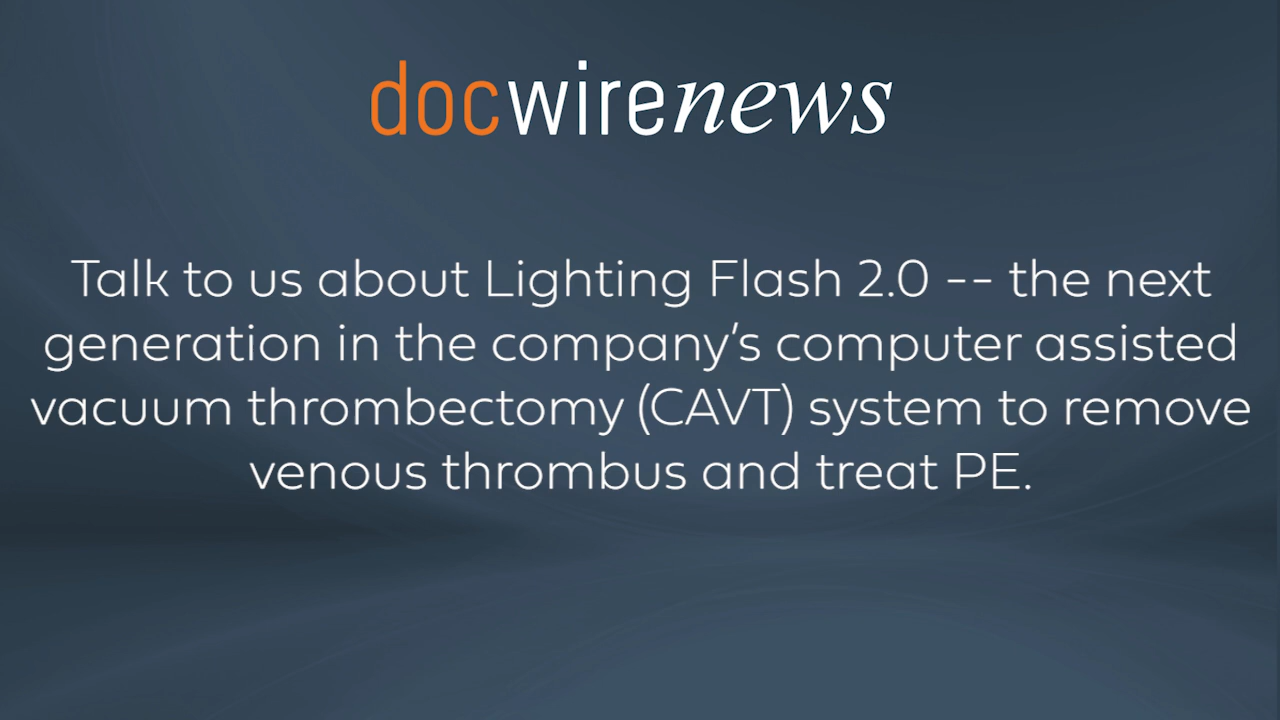 docwirenews
Talk to us about Lighting Flash 2.0 -- the next
generation in the company's computer assisted
vacuum thrombectomy (CAVT) system to remove
venous thrombus and treat PE.